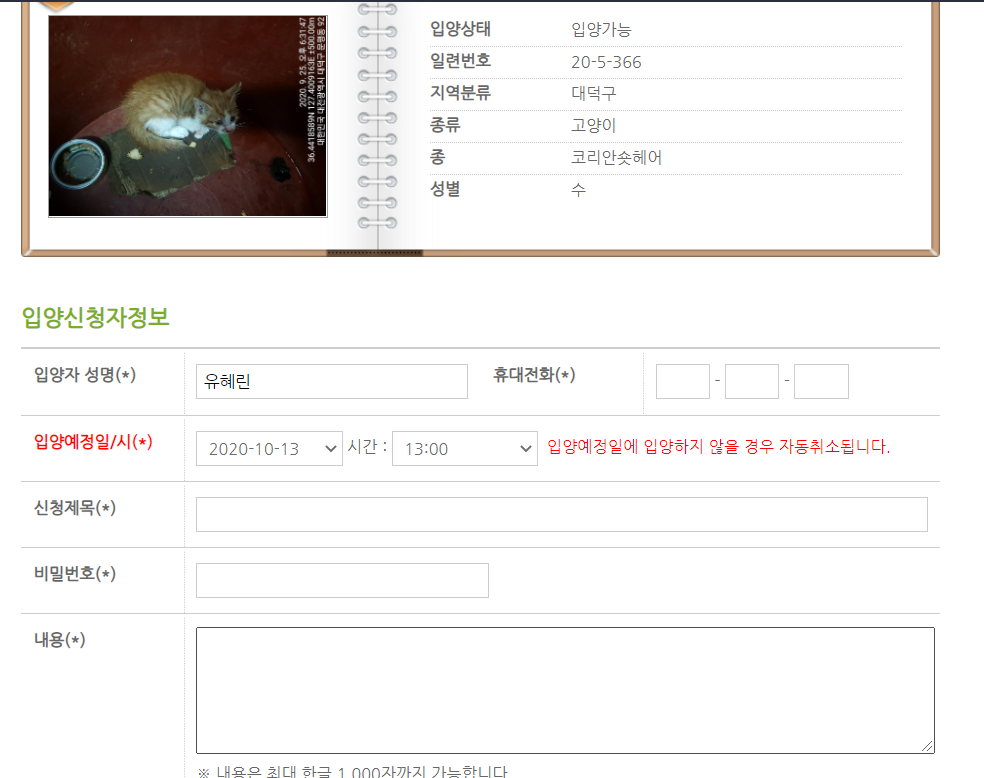 2020. 9. 25. 오후 6:31:47
36.4418589N 127.4009163E ±500.00m
대한민국 대전광역시 대덕구 문평동 92
입양상태 입양가능
일련번호 20-5-366
지역분류 대덕구
종류 고양이
종 코리안숏헤어
성별 수
입양신청자정보
입양자 성명(*) 유혜린 휴대전화(*) - -
입양예정일/시(*) 2020-10-13 시간 : 13:00 입양예정일에 입양하지 않을 경우 자동취소됩니다.
신청제목(*)
비밀번호(*)
내용(*)
※ 내용은 최대 한글 1,000자까지 가능합니다